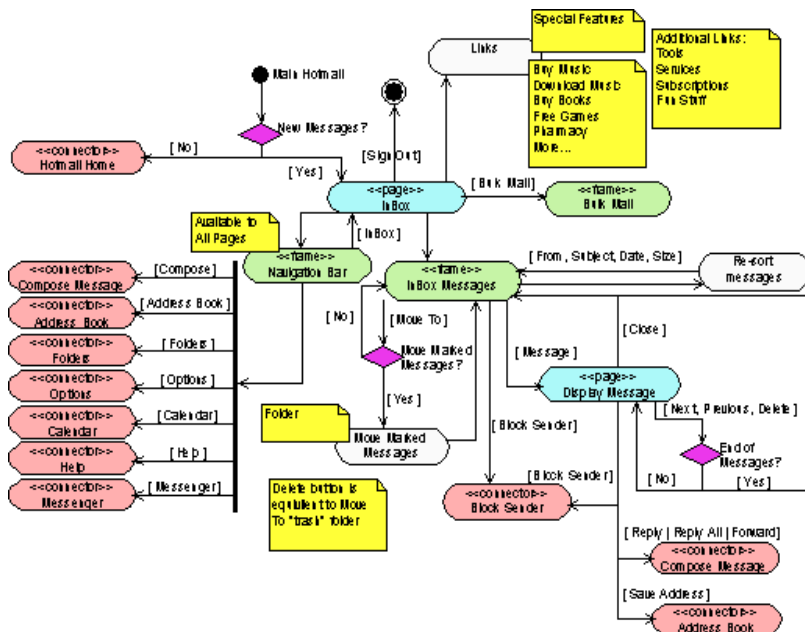 Special Features
Links
Additional Links:
Tools
Services
Subscriptions
Fun Stuff
Buy Music
Download Music
Buy Books
Free Games
Pharmacy
More...
Main Hotmail
New Messages?
[No]
<<connector>>
Hotmail Home
[Yes]
[Sign Out]
<<page>>
InBox
[Bulk Mail]
<<frame>>
Bulk Mail
Available to
All Pages
[InBox]
<<frame>>
Navigation Bar
<<frame>>
InBox Messages
[From, Subject, Date, Size]
Re-sort
messages
<<connector>>
Compose Message
[Compose]
<<connector>>
Address Book
[Address Book]
<<connector>>
Folders
[Folders]
<<connector>>
Options
[Options]
<<connector>>
Calendar
[Calendar]
<<connector>>
Help
[Help]
<<connector>>
Messenger
[Messenger]
[No]
[Move To]
Move Marked
Messages?
[Yes]
Folder
Move Marked
Messages
Delete button is
equivlent to Move
To "trash" folder
[Message]
[Close]
<<page>>
Display Message
[Next, Previous, Delete]
End of
Messages?
[No]
[Yes]
[Block Sender]
[Block Sender]
<<connector>>
Block Sender
[Reply | Reply All | Forward]
<<connector>>
Compose Message
[Save Address]
<<connector>>
Address Book